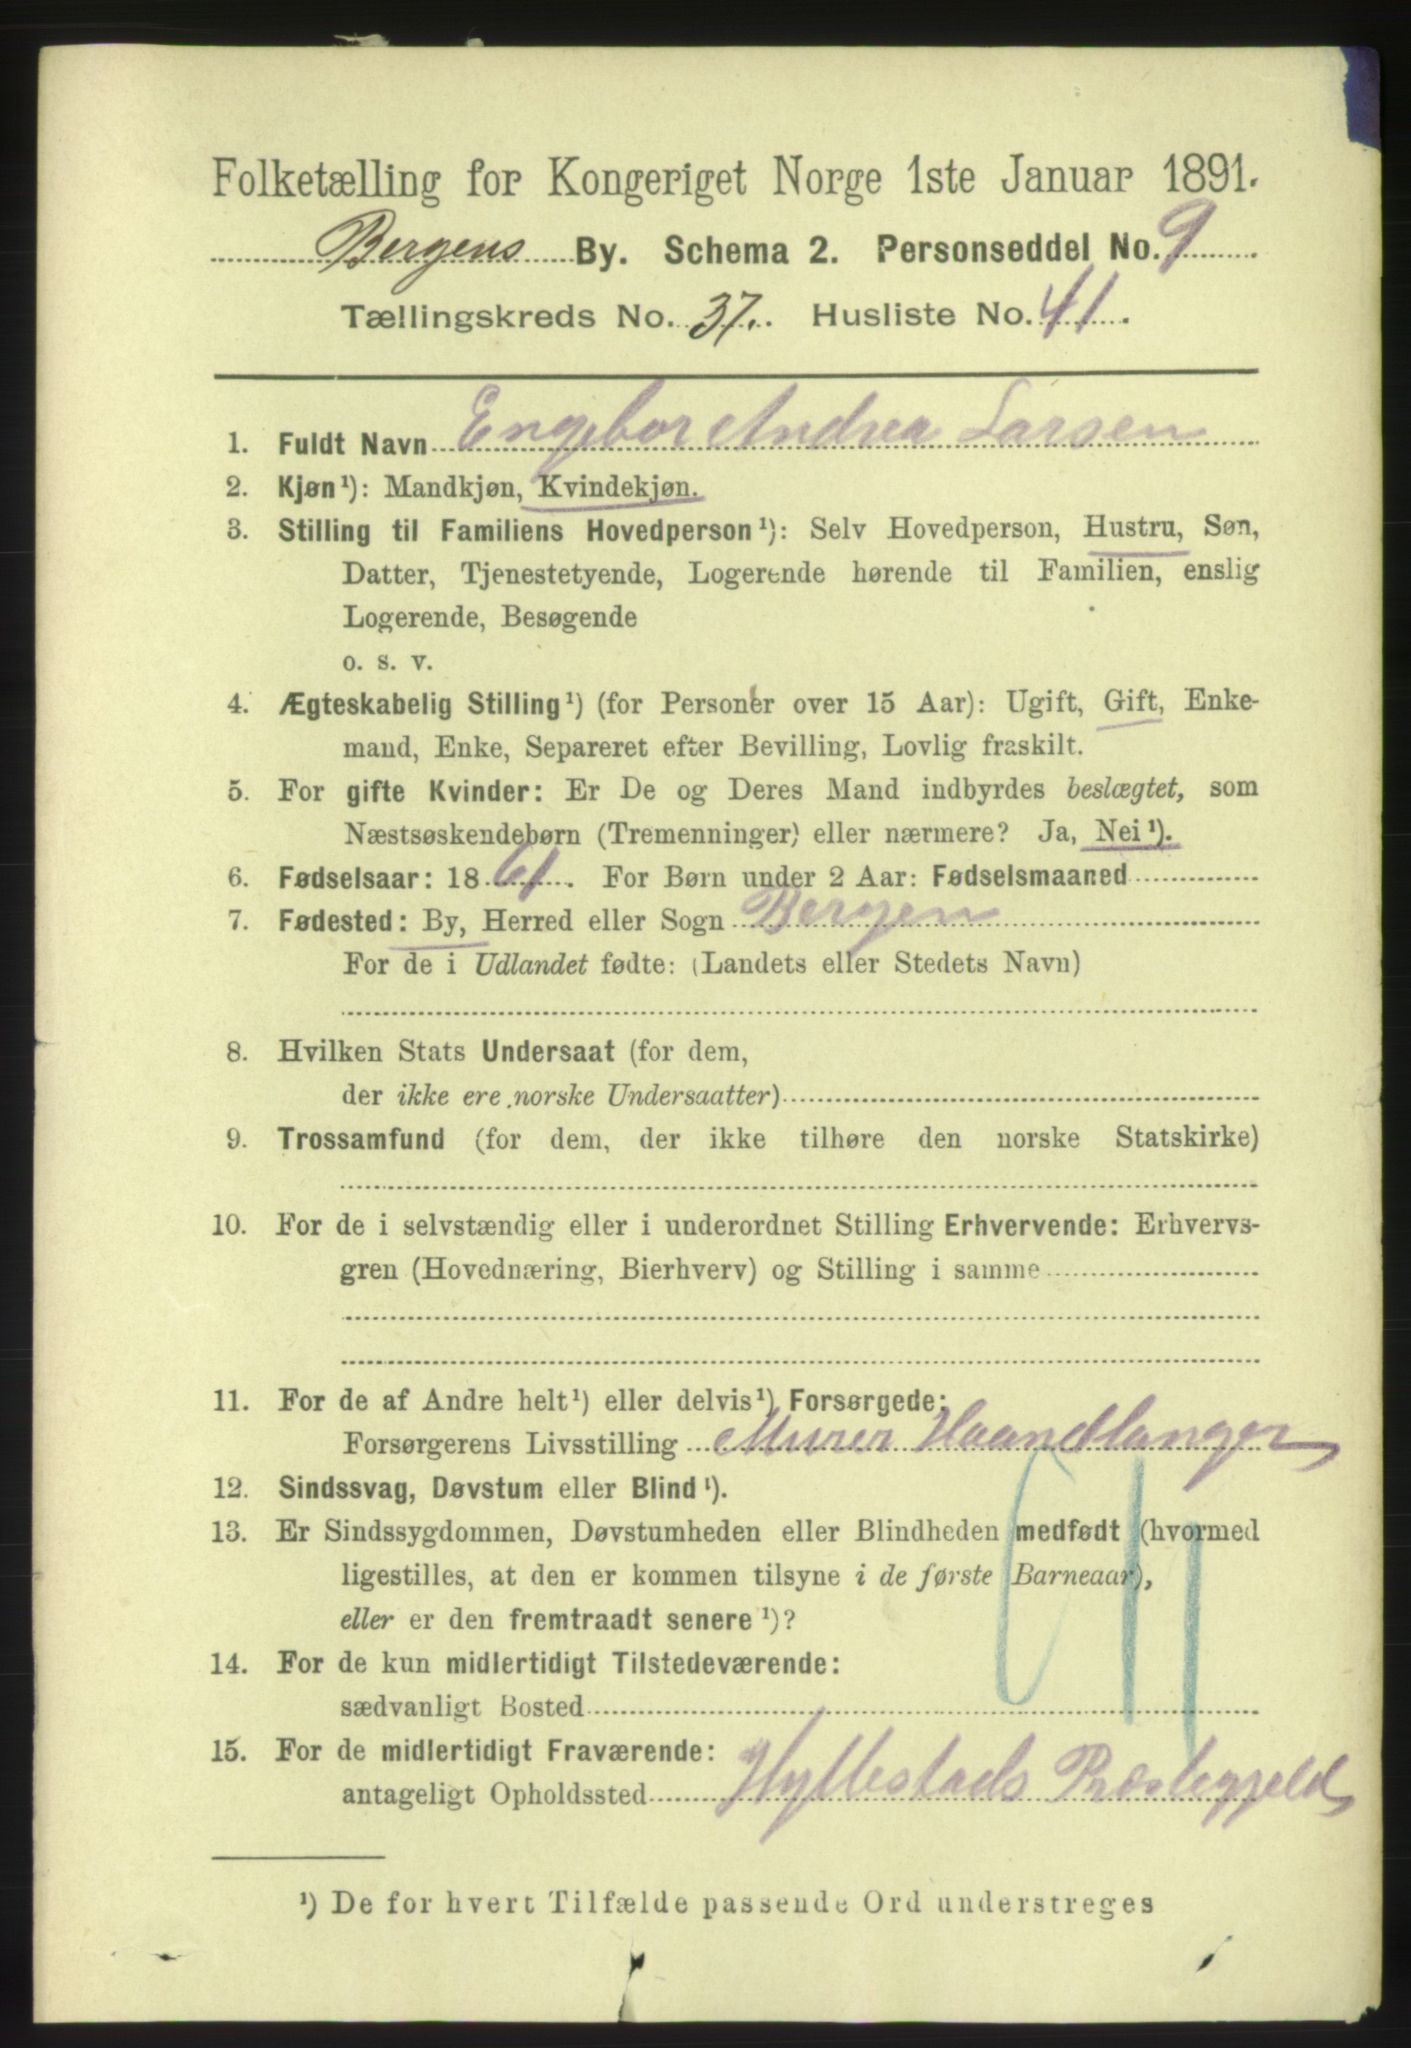 Folketælling for Kongeriget Norge 1ste Januar 1891.
Bergens By. Schema 2. Personseddel No. 9
Tællingskreds No. 37. Husliste No. 41.
1. Fuldt Navn Engebor Andrea Larsen
2. Kjøn¹): Mandkjøn, Kvindekjøn.
3. Stilling til Familiens Hovedperson¹): Selv Hovedperson, Hustru, Søn,
Datter, Tjenestetyende, Logerende hørende til Familien, enslig
Logerende, Besøgende
o. s. v.
4. Ægteskabelig Stilling¹) (for Personer over 15 Aar): Ugift, Gift, Enke-
mand, Enke, Separeret efter Bevilling, Lovlig fraskilt.
5. For gifte Kvinder: Er De og Deres Mand indbyrdes beslægtet, som
Næstsøskendebørn (Tremenninger) eller nærmere? Ja, Nei¹).
6. Fødselsaar: 1861. For Børn under 2 Aar: Fødselsmaaned
7. Fødested: By, Herred eller Sogn Bergen
For de i Udlandet fødte: (Landets eller Stedets Navn)
8. Hvilken Stats Undersaat (for dem,
der ikke ere norske Undersaatter)
9. Trossamfund (for dem, der ikke tilhøre den norske Statskirke)
10. For de i selvstændig eller i underordnet Stilling Erhvervende: Erhvervs-
gren (Hovednæring, Bierhverv) og Stilling i samme
11. For de af Andre helt¹) eller delvis¹) Forsørgede:
Forsørgerens Livsstilling Murer Haandlanger
12. Sindssvag, Døvstum eller Blind¹).
13. Er Sindssygdommen, Døvstumheden eller Blindheden medfødt (hvormed
ligestilles, at den er kommen tilsyne i de første Barneaar),
eller er den fremtraadt senere¹)?
14. For de kun midlertidigt Tilstedeværende:
sædvanligt Bosted
15. For de midlertidigt Fraværende:
antageligt Opholdssted Hyllestads Præstegjeld
¹) De for hvert Tilfælde passende Ord understreges